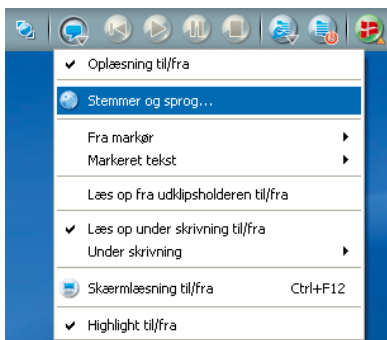 Oplæsning til/fra
Stemmer og sprog...
Fra markør
Markeret tekst
Læs op fra udklipsholderen til/fra
Læs op under skrivning til/fra
Under skrivning
Skærmlæsning til/fra Ctrl+F12
Highlight til/fra